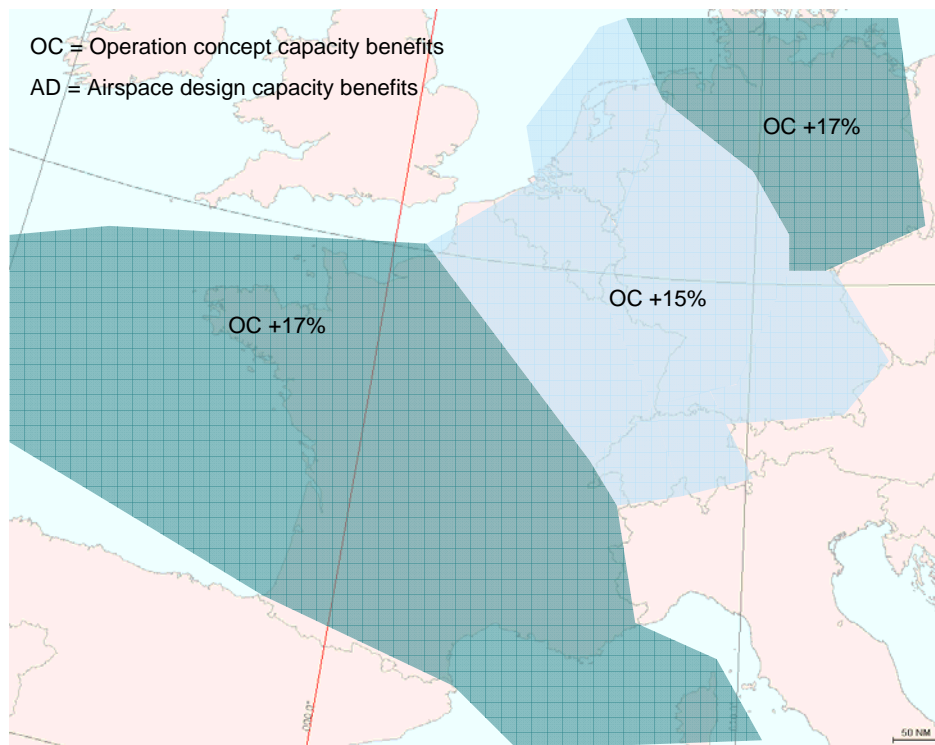 OC = Operation concept capacity benefits
AD = Airspace design capacity benefits
OC +17%
OC +15%
OC +17%
50 NM